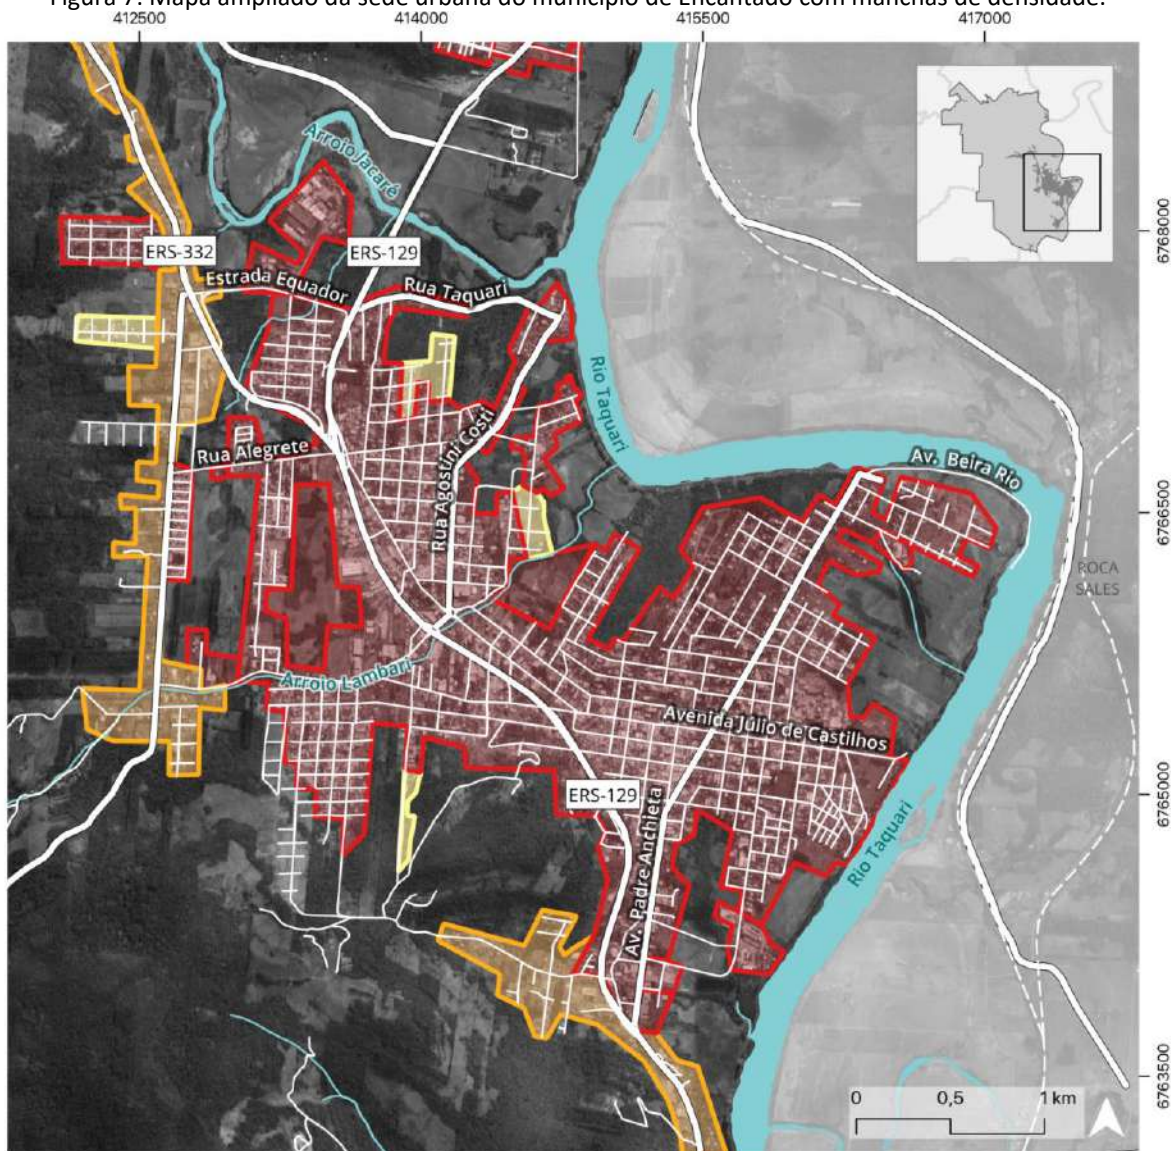 Figura 7: Mapa ampliado da sede urbana do município de Encantado com manchas de densidade.
412500
414000
415500
417000
Arroio Jacaré
6768000
ERS-332
ERS-129
Estrada Equador
Rua Taquari
Rio Taquari
Rua Alegrete
Rua Agostini Costi
Av. Beira Rio
6766500
ROCA
SALES
Arroio Lambari
Avenida Júlio de Castilhos
ERS-129
6765000
Av. Padre Anchieta
Rio Taquari
6763500
0
0,5
1 km